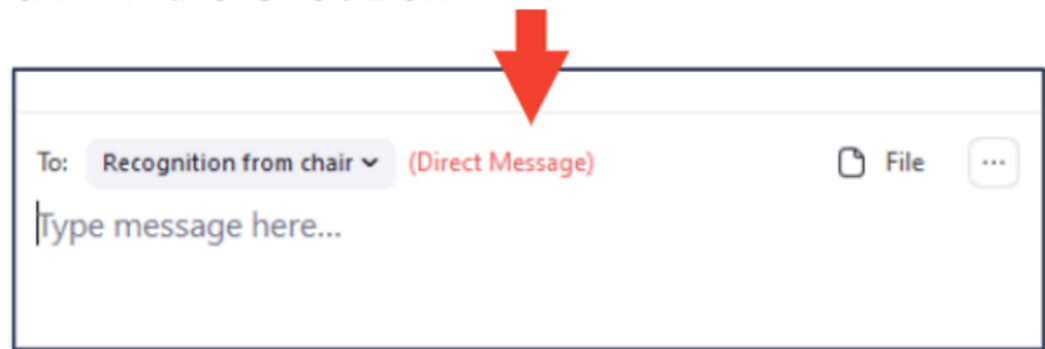 To: Recognition from chair (Direct Message) File ...
Type message here...